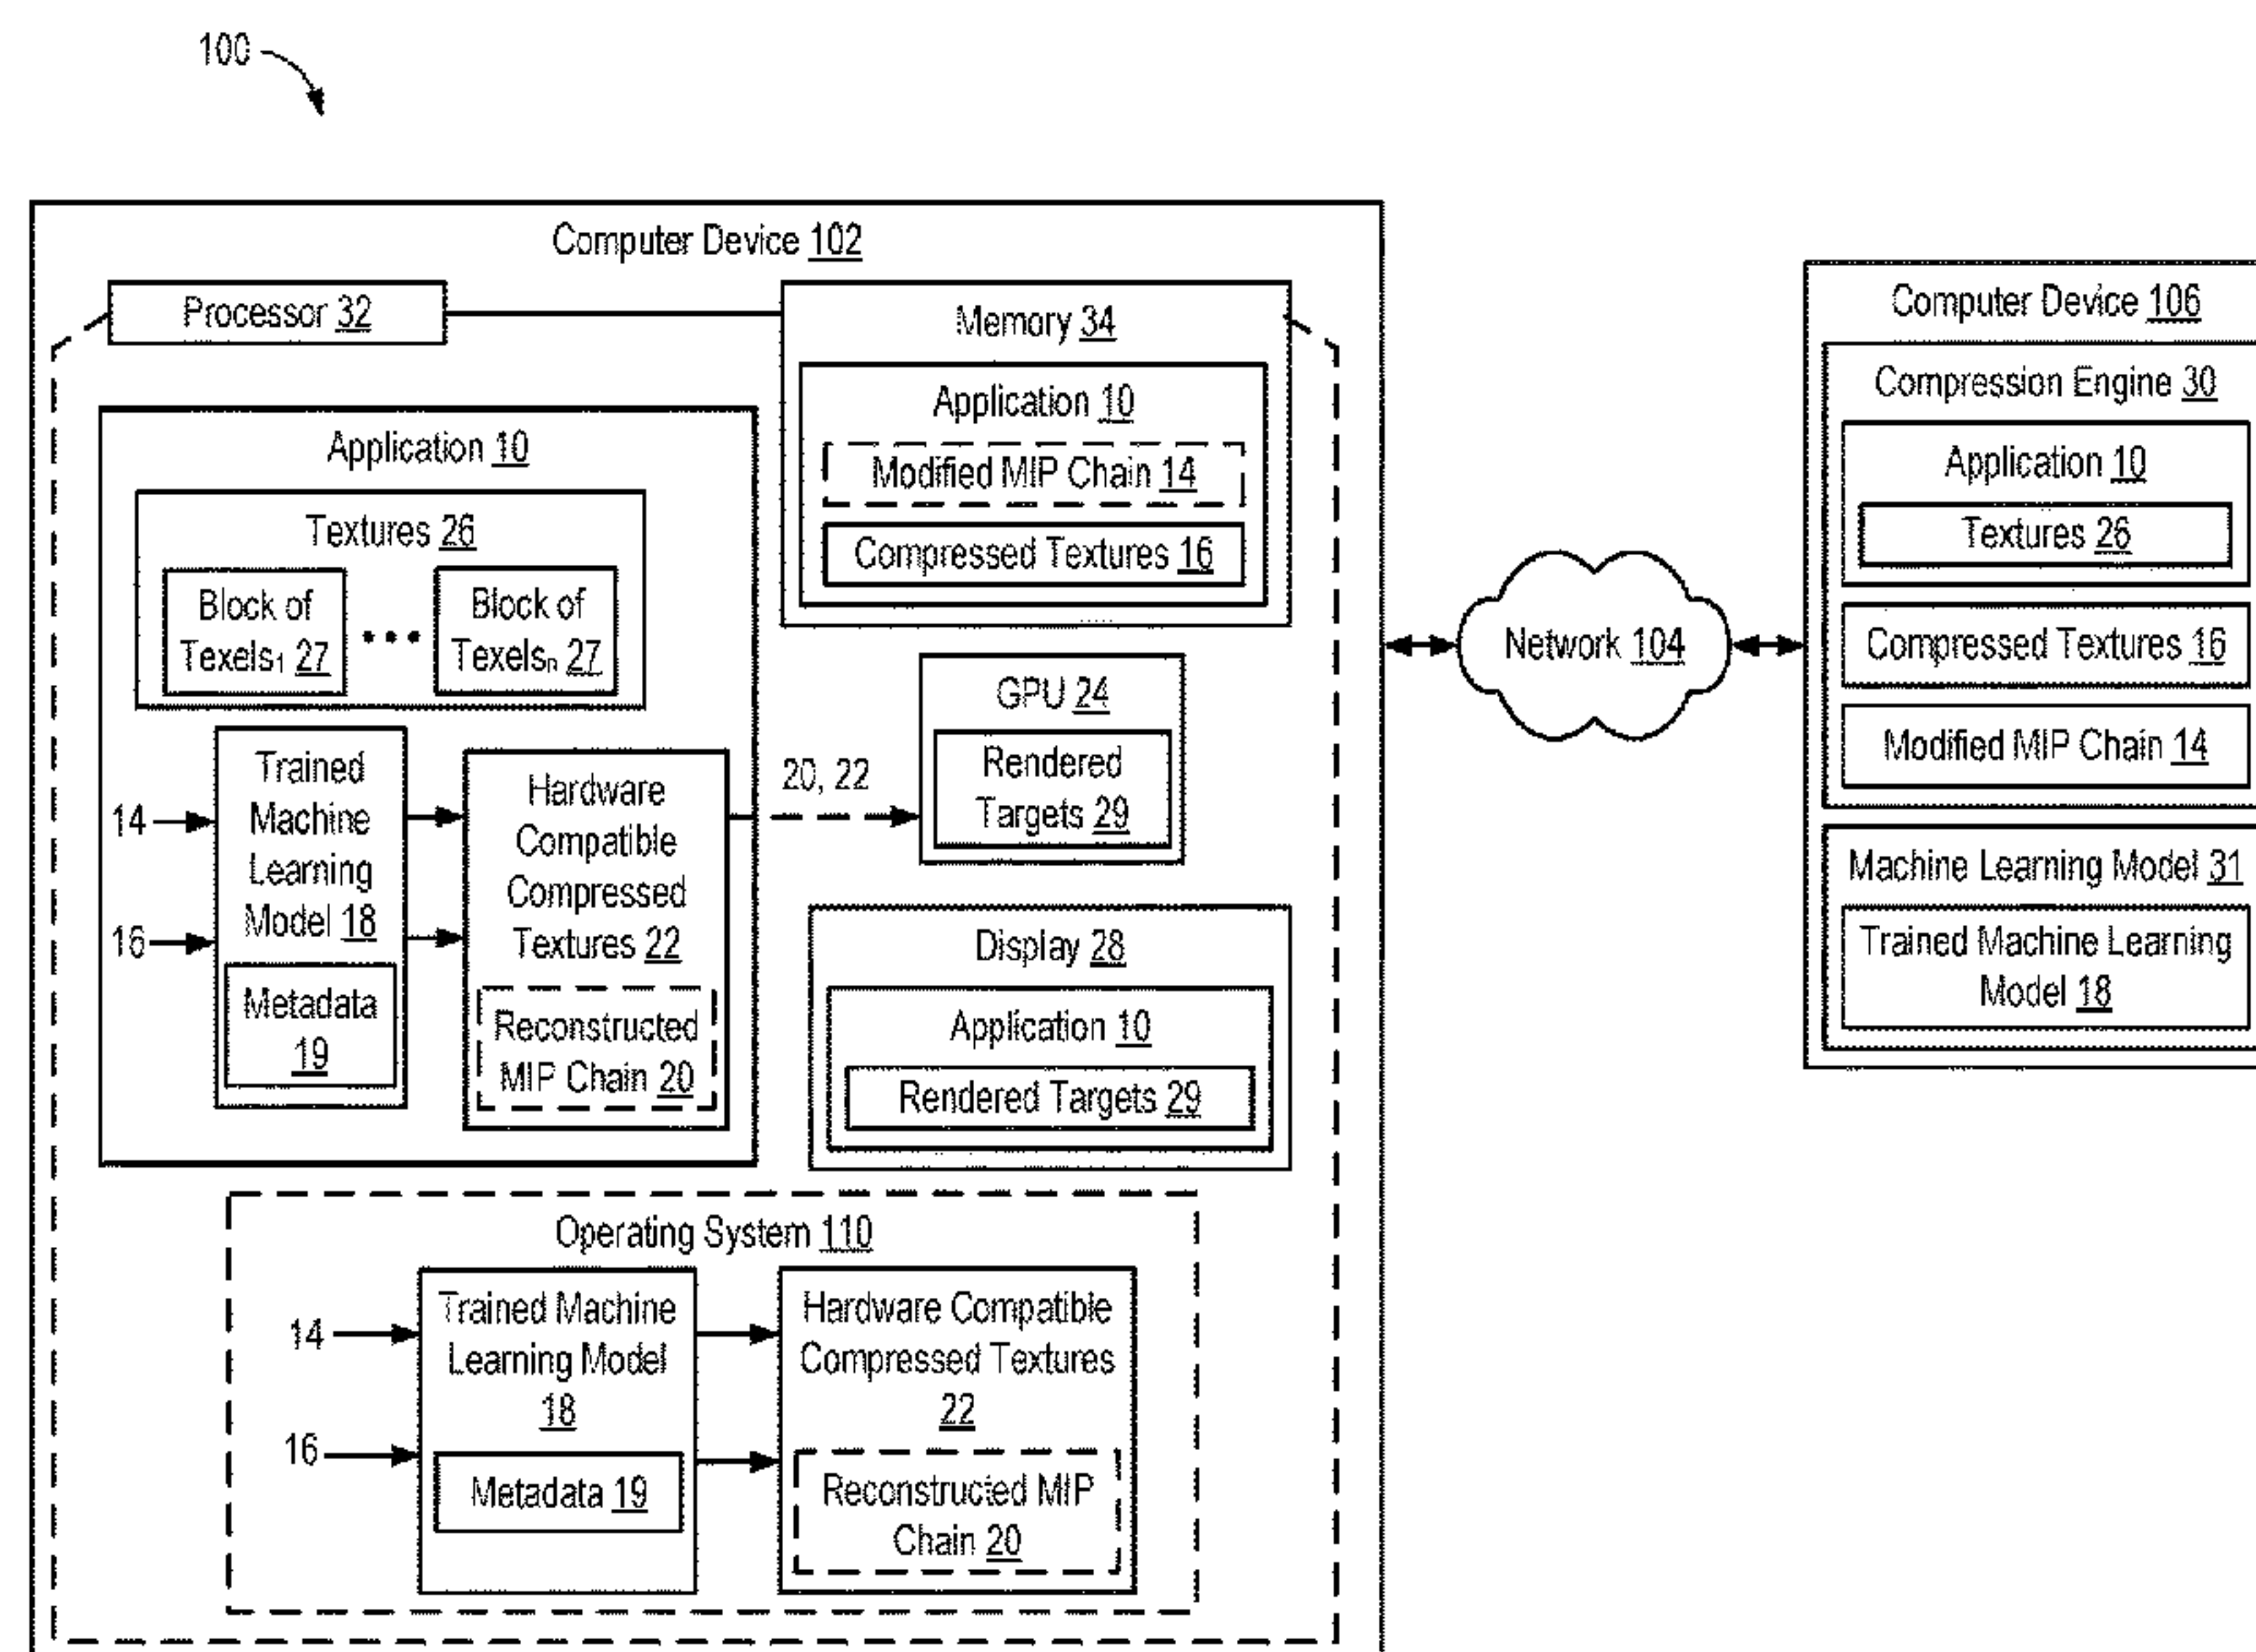 100
Computer Device 102
Processor 32
Memory 34
Application 10
Modified MIP Chain 14
Compressed Textures 16
Application 10
Textures 26
Block of
Texels1 27
•••
Block of
Texelsn 27
Trained
Machine
Learning
Model 18
Metadata
19
14
16
Hardware
Compatible
Compressed
Textures 22
Reconstructed
MIP Chain 20
20, 22
GPU 24
Rendered
Targets 29
Display 28
Application 10
Rendered Targets 29
Operating System 110
14
16
Trained Machine
Learning Model
18
Metadata 19
Hardware Compatible
Compressed Textures
22
Reconstructed MIP
Chain 20
Network 104
Computer Device 106
Compression Engine 30
Application 10
Textures 26
Compressed Textures 16
Modified MIP Chain 14
Machine Learning Model 31
Trained Machine Learning
Model 18